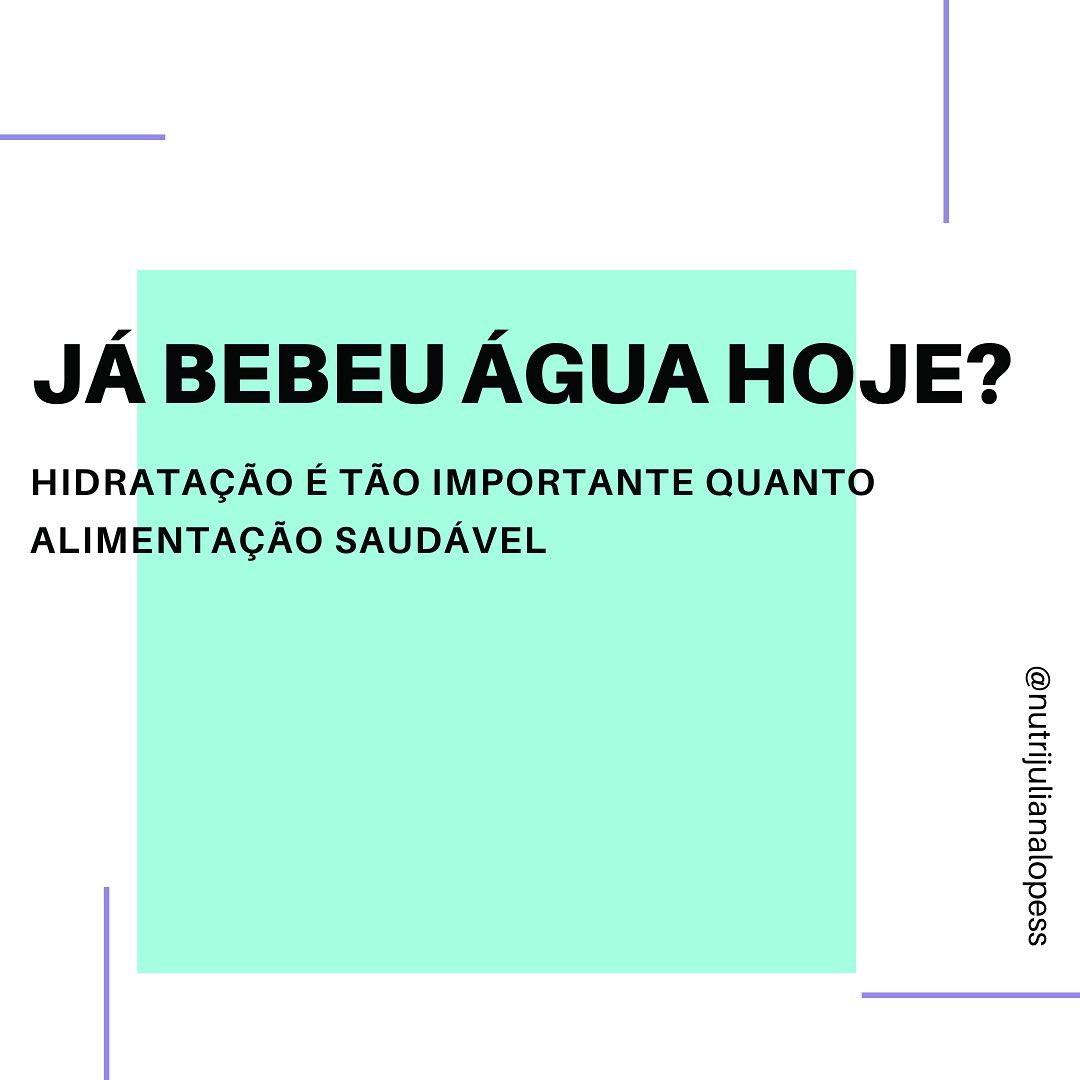 JÁ BEBEU ÁGUA HOJE?
HIDRATAÇÃO É TÃO IMPORTANTE QUANTO
ALIMENTAÇÃO SAUDÁVEL
@nutrijulianalopess